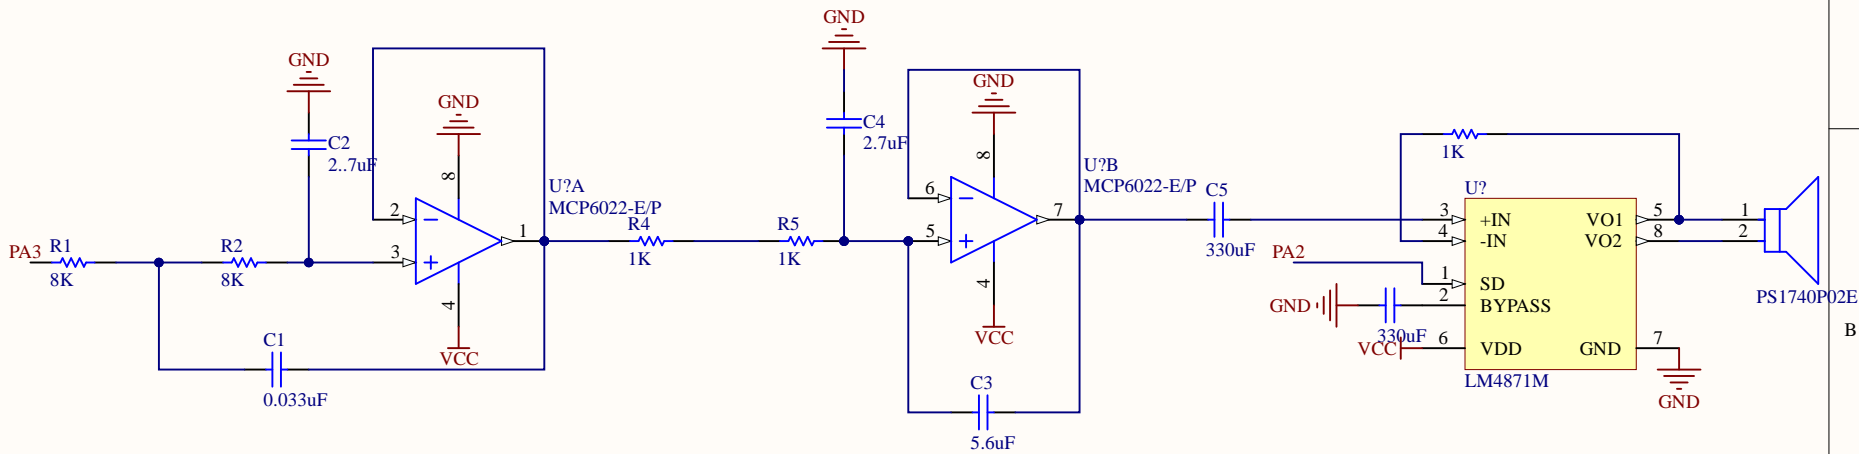 GND
GND
GND
GND
C2
2..7uF
C4
2.7uF
8
8
1K
U?A
MCP6022-E/P
U?B
MCP6022-E/P
U?
2
6
C5
330uF
PA3
R1
8K
R2
8K
3
1
R4
1K
R5
1K
5
7
3
+IN
VO1
5
1
4
-IN
VO2
8
2
PA2
1
SD
4
4
GND
2
BYPASS
PS1740P02E
330uF
B
C1
0.033uF
VCC
VCC
VCC
6
VDD
GND
7
LM4871M
C3
5.6uF
GND